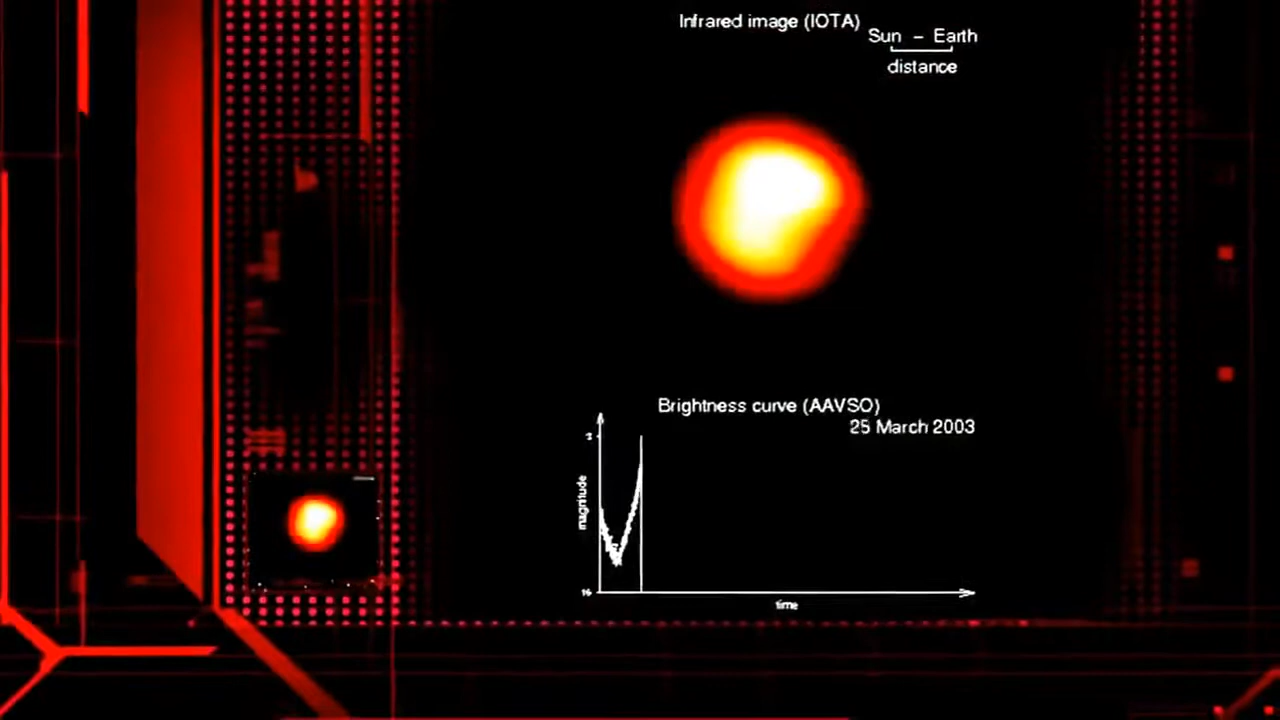 Infrared image (IOTA)
Sun – Earth
distance
Brightness curve (AAVSO)
25 March 2003
magnitude
time